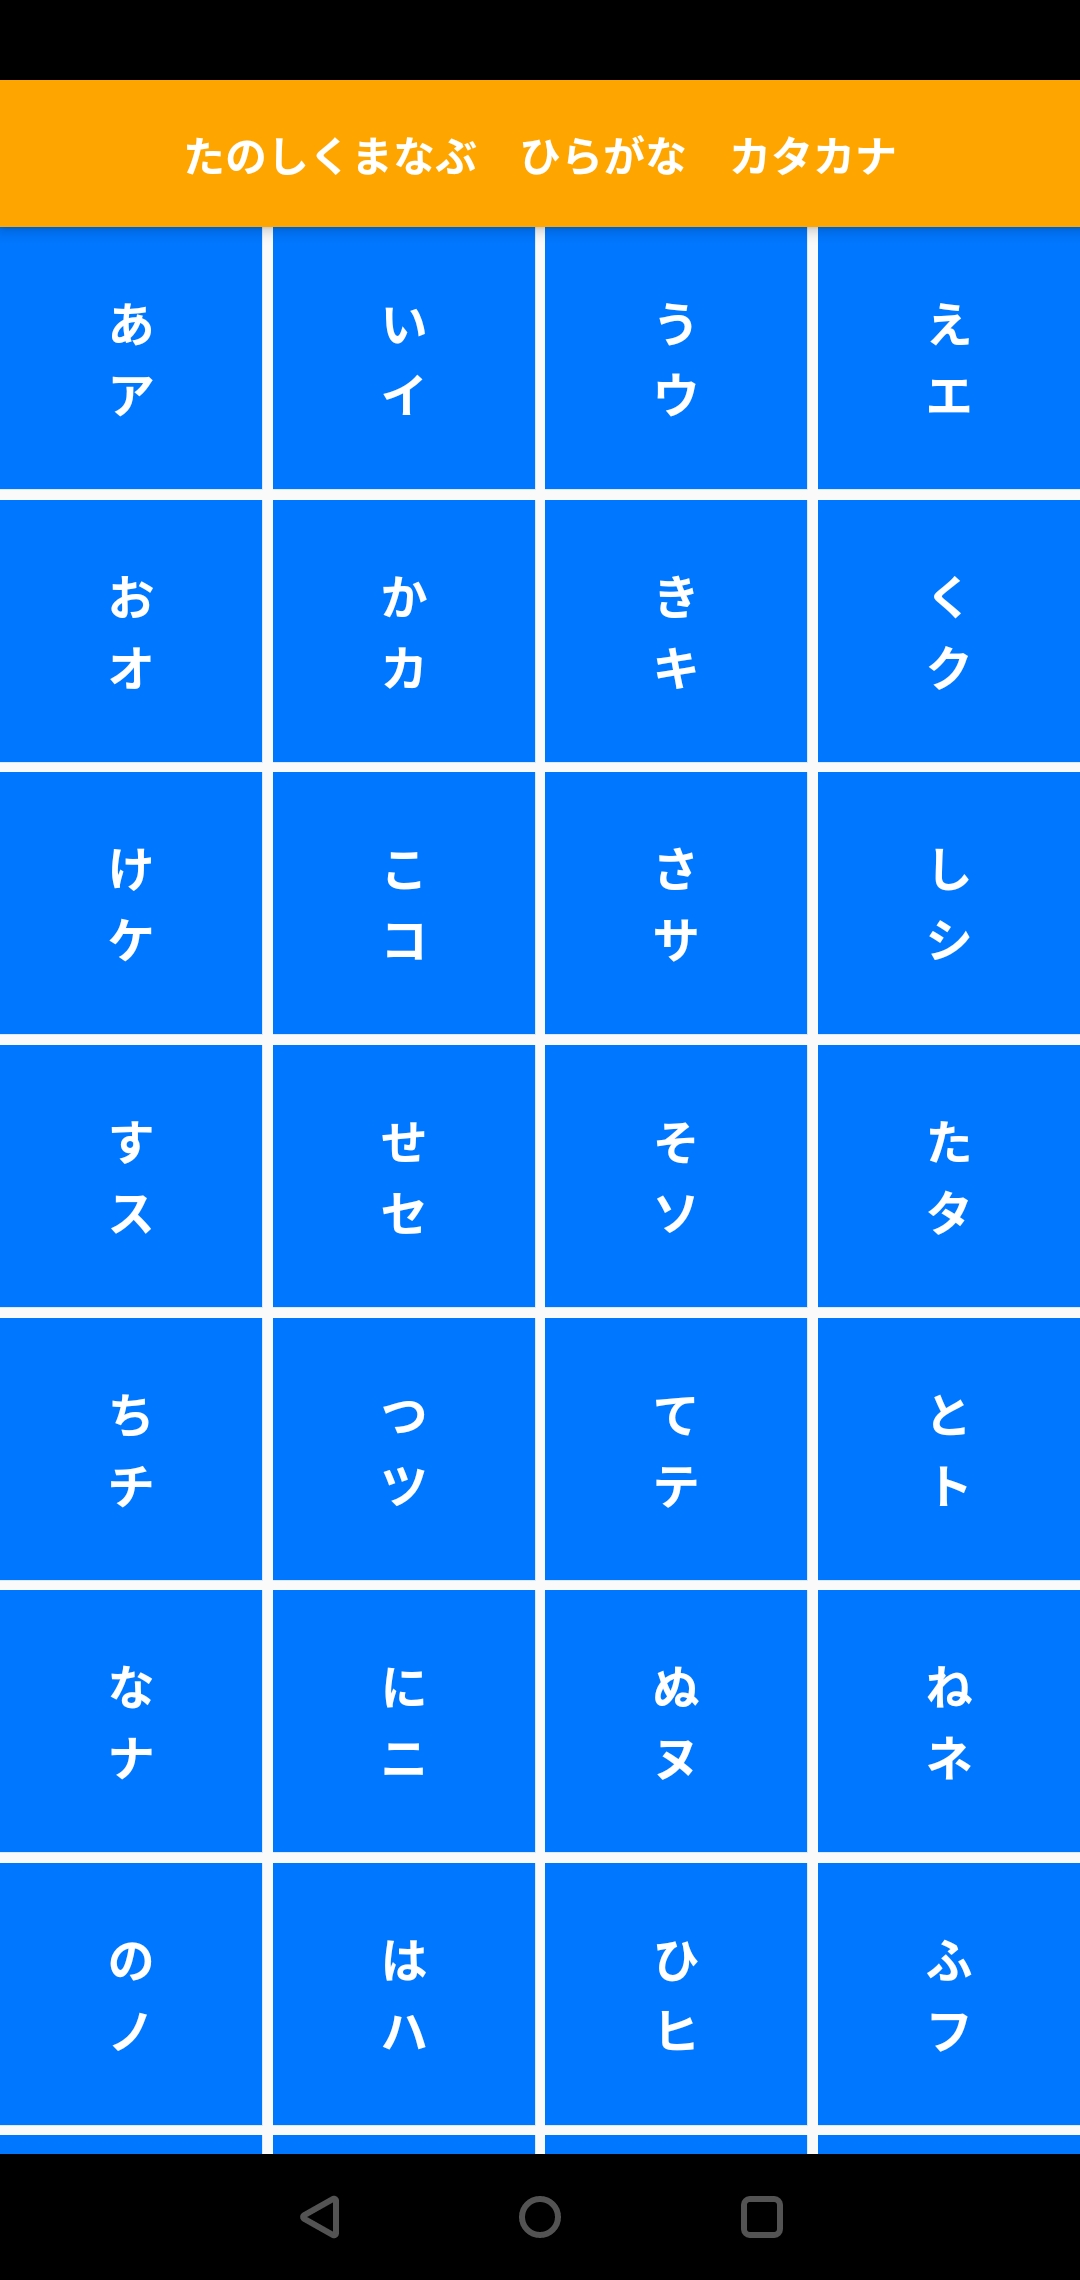 たのしくまなぶ　ひらがな　カタカナ
あ
ア
い
イ
う
ウ
え
エ
お
オ
か
カ
き
キ
く
ク
け
ケ
こ
コ
さ
サ
し
シ
す
ス
せ
セ
そ
ソ
た
タ
ち
チ
つ
ツ
て
テ
と
ト
な
ナ
に
ニ
ぬ
ヌ
ね
ネ
の
ノ
は
ハ
ひ
ヒ
ふ
フ